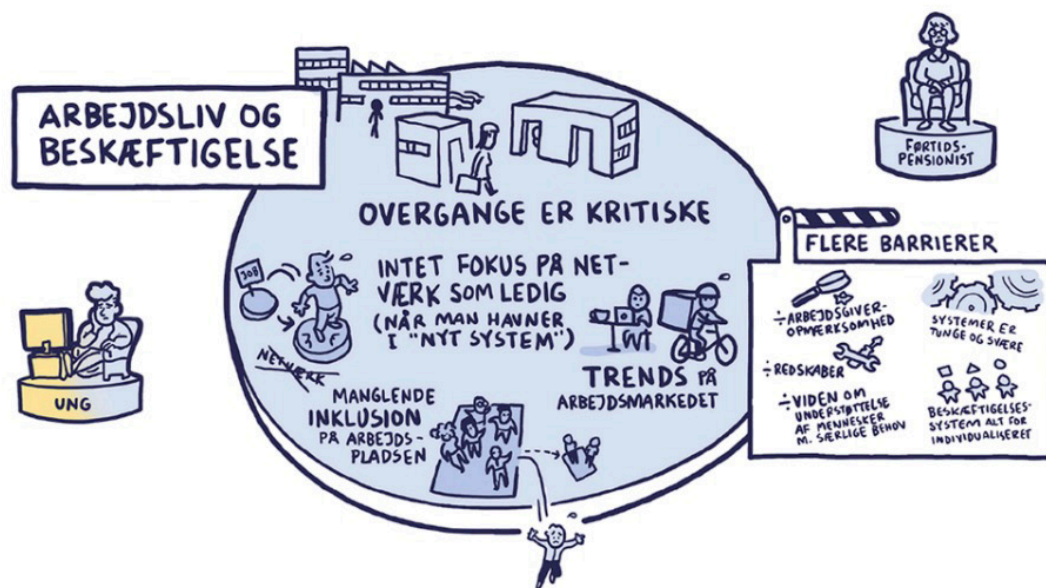 ARBEJDSLIV OG
BESKÆFTIGELSE
OVERGANGE ER KRITISKE
JOB
INTET FOKUS PÅ NET-
VÆRK SOM LEDIG
(NÅR MAN HAVNER
I "NYT SYSTEM")
NETVÆRK
MANGLENDE
INKLUSION
PÅ ARBEJDS-
PLADSEN
TRENDS PÅ
ARBEJDSMARKEDET
UNG
FØRTIDS-
PENSIONIST
FLERE BARRIERER
÷ARBEJDSGIVER-
OPMÆRKSOMHED
÷REDSKABER
÷VIDEN OM
UNDERSTØTTELSE
AF MENNESKER
M. SÆRLIGE BEHOV
SYSTEMER ER
TUNGE OG SVÆRE
BESKÆFTIGELSES-
SYSTEM ALT FOR
INDIVIDUALISERET